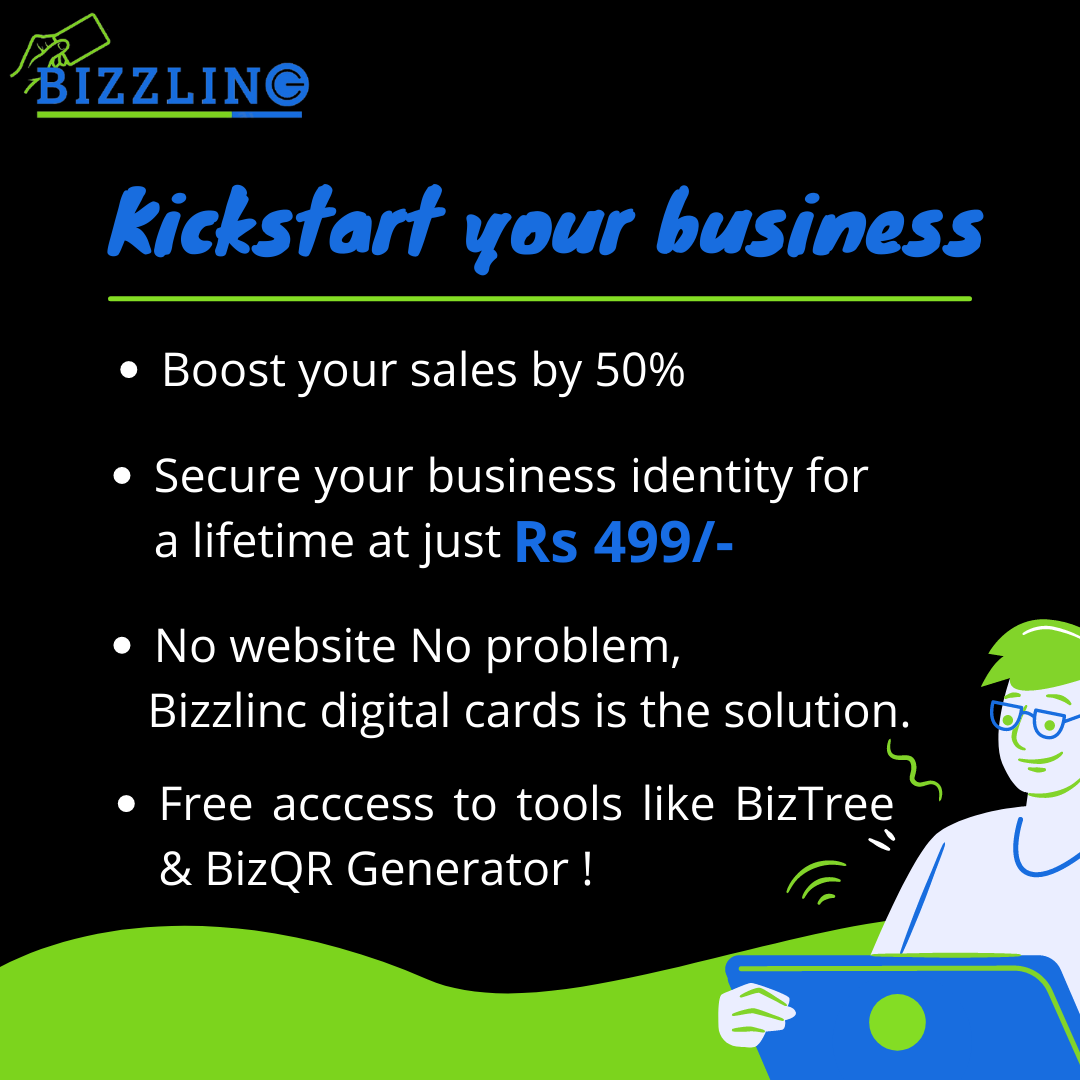 BIZZLINC
Kickstart your business
• Boost your sales by 50%
• Secure your business identity for
a lifetime at just Rs 499/-
• No website No problem,
Bizzlinc digital cards is the solution.
• Free acccess to tools like BizTree
& BizQR Generator !